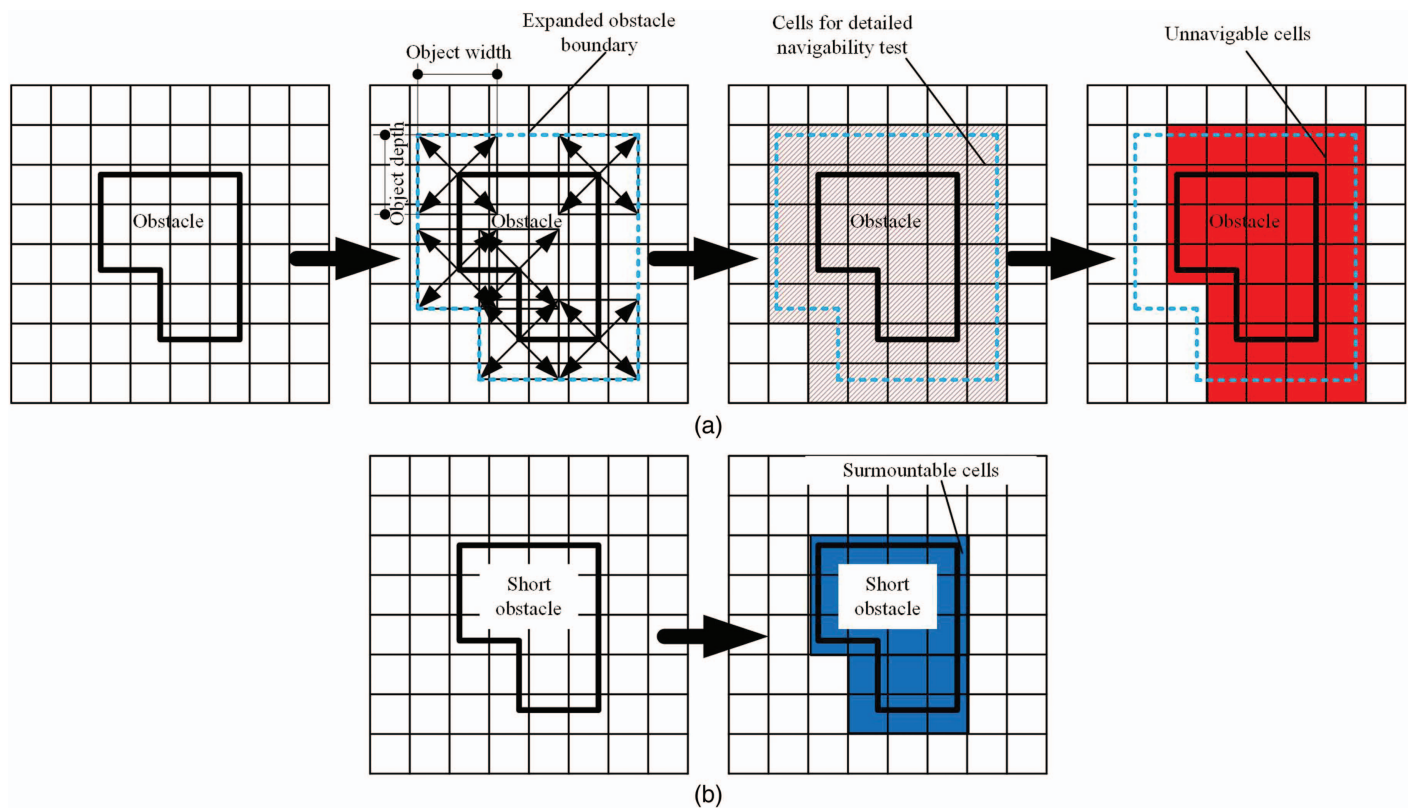 Expanded obstacle
boundary
Object width
Cells for detailed
navigability test
Unnavigable cells
Object depth
Obstacle
Obstacle
Obstacle
Obstacle
(a)
Surmountable cells
Short
obstacle
Short
obstacle
(b)